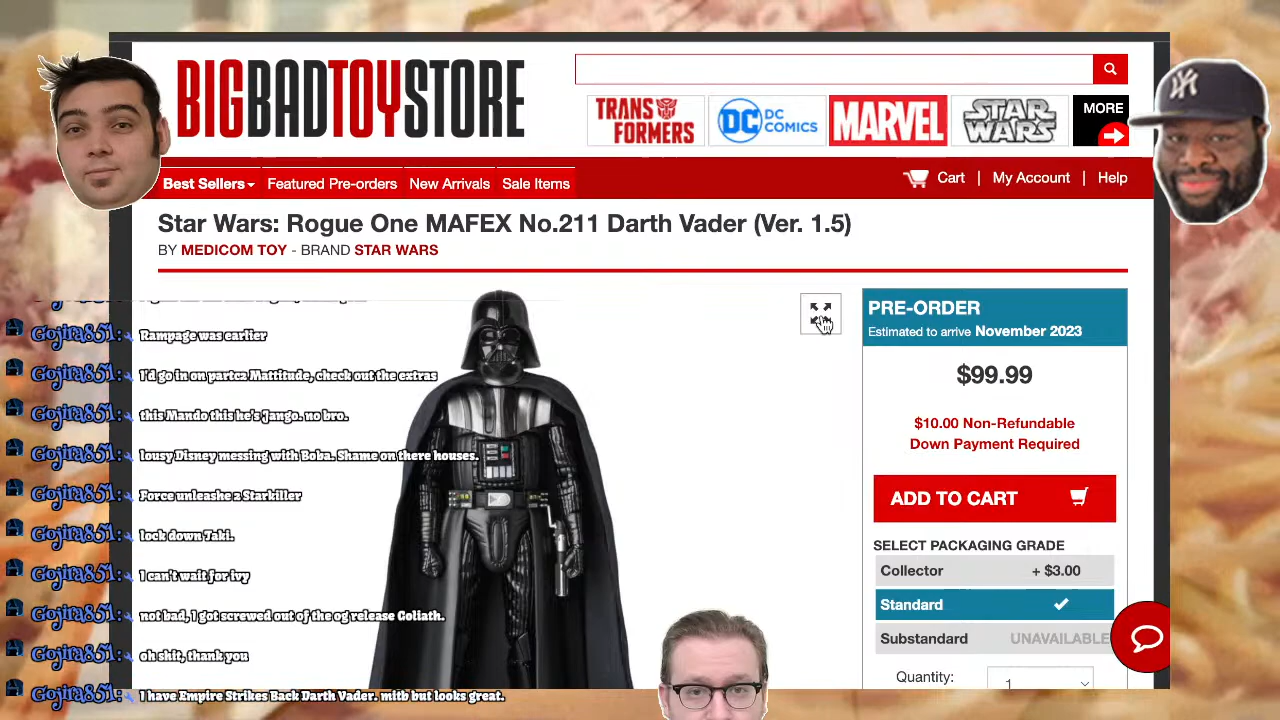 BIGBADTOYSTORE
TRANS
FORMERS
DC
DC
COMICS
MARVEL
STAR
WARS
MORE
Best Sellers
Featured Pre-orders
New Arrivals
Sale Items
Cart | My Account | Help
Star Wars: Rogue One MAFEX No.211 Darth Vader (Ver. 1.5)
BY MEDICOM TOY - BRAND STAR WARS
Gojira851: Rampage was earlier
Gojira851: I'd go in on partc2 Mattitude, check out the extras
Gojira851: this Mando this he's Jango. no bro.
Gojira851: lousy Disney messing with Boba. Shame on there houses.
Gojira851: Force unleashe 2 Starkiller
Gojira851: lock down Taki.
Gojira851: I can't wait for ivy
Gojira851: not bad, I got screwed out of the og release Goliath.
Gojira851: oh shit, thank you
Gojira851: I have Empire Strikes Back Darth Vader. mitb but looks great.
PRE-ORDER
Estimated to arrive November 2023
$99.99
$10.00 Non-Refundable
Down Payment Required
ADD TO CART
SELECT PACKAGING GRADE
Collector + $3.00
Standard
Substandard UNAVAILABLE
Quantity: 1